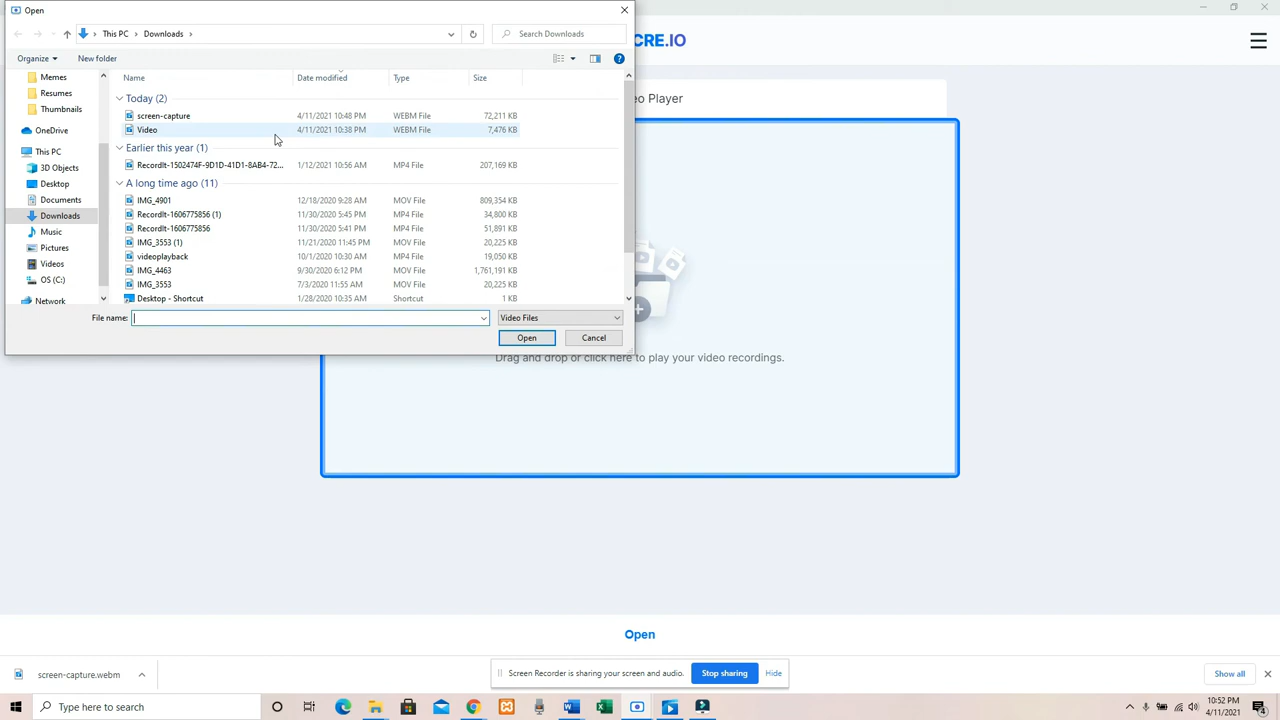 Open
This PC
Downloads
Search Downloads
Organize
New folder
Memes
Resumes
Thumbnails
OneDrive
This PC
3D Objects
Desktop
Documents
Downloads
Music
Pictures
Videos
OS (C:)
Network
Name Date modified Type Size
Today (2)
screen-capture 4/11/2021 10:48 PM WEBM File 72,211 KB
Video 4/11/2021 10:38 PM WEBM File 7,476 KB
Earlier this year (1)
RecordIt-1502474F-9D1D-41D1-8AB4-72... 1/12/2021 10:56 AM MP4 File 207,169 KB
A long time ago (11)
IMG_4901 12/18/2020 9:28 AM MOV File 809,354 KB
RecordIt-1606775856 (1) 11/30/2020 5:45 PM MP4 File 34,800 KB
RecordIt-1606775856 11/30/2020 5:41 PM MP4 File 51,891 KB
IMG_3553 (1) 11/21/2020 11:45 PM MOV File 20,225 KB
videoplayback 10/1/2020 11:30 AM MP4 File 19,050 KB
IMG_4463 9/30/2020 6:12 PM MOV File 1,761,191 KB
IMG_3553 7/3/2020 11:55 AM MOV File 20,225 KB
Desktop - Shortcut 1/28/2020 10:35 AM Shortcut 1 KB
File name:
Video Files
Open
Cancel
CRE.IO
eo Player
Drag and drop or click here to play your video recordings.
Open
screen-capture.webm
Screen Recorder is sharing your screen and audio.
Stop sharing
Hide
Show all
Type here to search
10:52 PM
4/11/2021
4